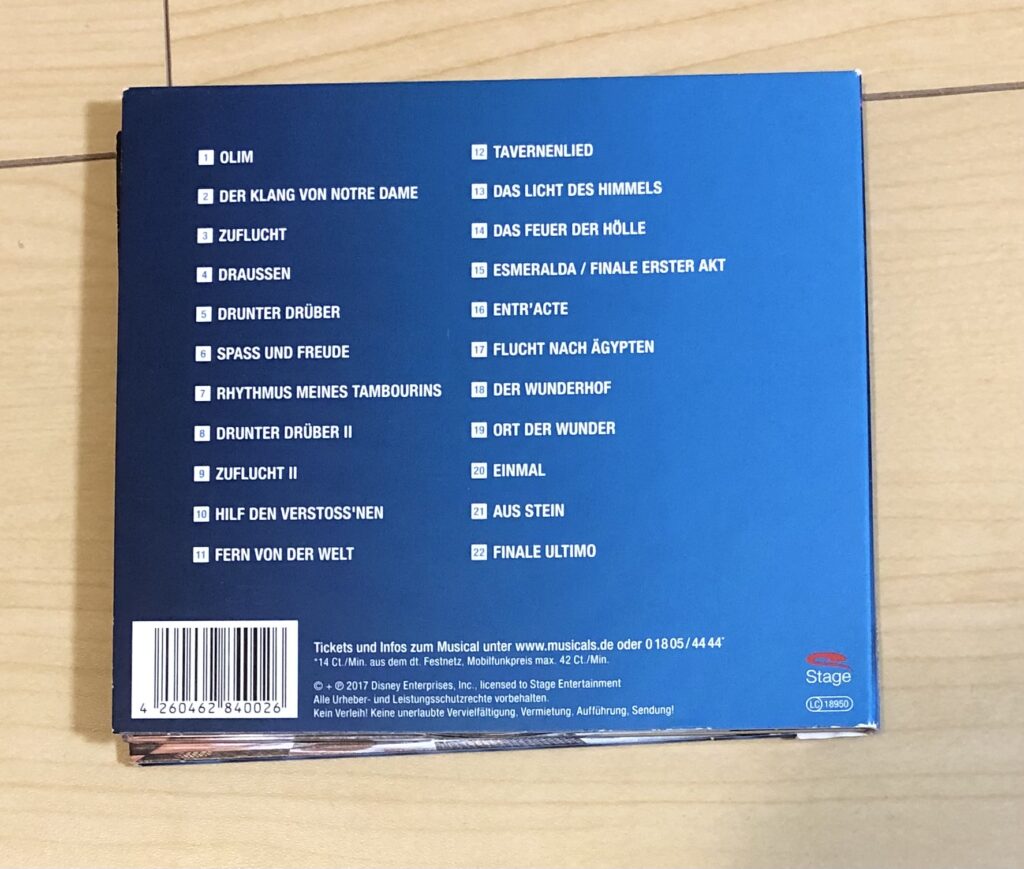 1 OLIM
2 DER KLANG VON NOTRE DAME
3 ZUFLUCHT
4 DRAUSSEN
5 DRUNTER DRÜBER
6 SPASS UND FREUDE
7 RHYTHMUS MEINES TAMBOURINS
8 DRUNTER DRÜBER II
9 ZUFLUCHT II
10 HILF DEN VERSTOSS'NEN
11 FERN VON DER WELT
12 TAVERNENLIED
13 DAS LICHT DES HIMMELS
14 DAS FEUER DER HÖLLE
15 ESMERALDA / FINALE ERSTER AKT
16 ENTR'ACTE
17 FLUCHT NACH ÄGYPTEN
18 DER WUNDERHOF
19 ORT DER WUNDER
20 EINMAL
21 AUS STEIN
22 FINALE ULTIMO
4 260462 840026
Tickets und Infos zum Musical unter www.musicals.de oder 0 18 05 / 44 44*
*14 Ct./Min. aus dem dt. Festnetz, Mobilfunkpreis max. 42 Ct./Min.
© + ℗ 2017 Disney Enterprises, Inc., licensed to Stage Entertainment
Alle Urheber- und Leistungsschutzrechte vorbehalten.
Kein Verleih! Keine unerlaubte Vervielfältigung, Vermietung, Aufführung, Sendung!
Stage
LC 18950